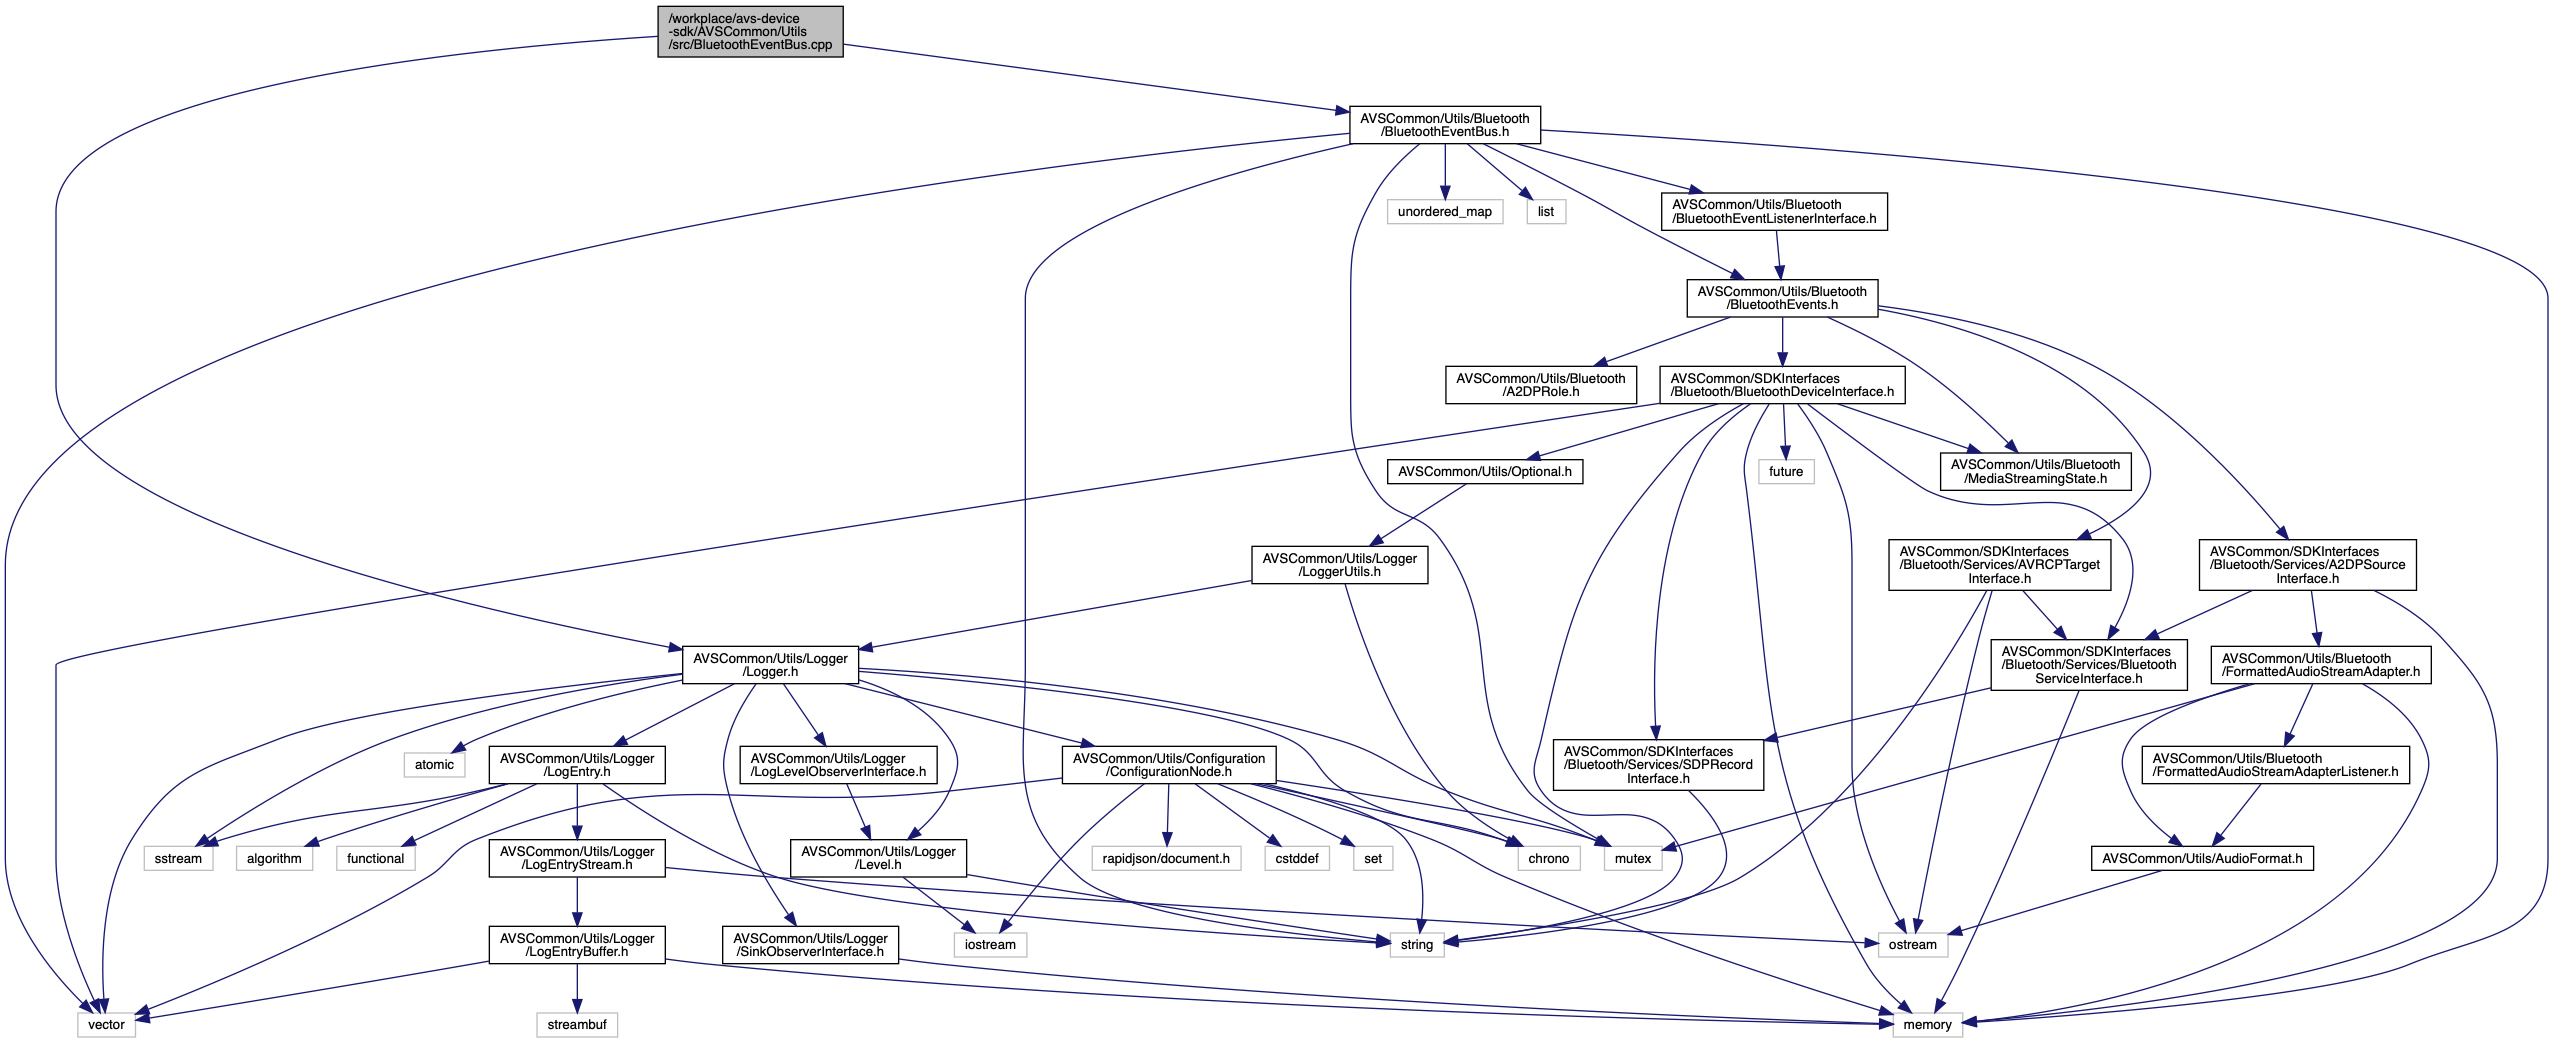 /workplace/avs-device
-sdk/AVSCommon/Utils
/src/BluetoothEventBus.cpp
AVSCommon/Utils/Bluetooth
/BluetoothEventBus.h
unordered_map
list
AVSCommon/Utils/Bluetooth
/BluetoothEventListenerInterface.h
AVSCommon/Utils/Bluetooth
/BluetoothEvents.h
AVSCommon/Utils/Bluetooth
/A2DPRole.h
AVSCommon/SDKInterfaces
/Bluetooth/BluetoothDeviceInterface.h
AVSCommon/Utils/Optional.h
future
AVSCommon/Utils/Bluetooth
/MediaStreamingState.h
AVSCommon/Utils/Logger
/LoggerUtils.h
AVSCommon/SDKInterfaces
/Bluetooth/Services/AVRCPTarget
Interface.h
AVSCommon/SDKInterfaces
/Bluetooth/Services/A2DPSource
Interface.h
AVSCommon/Utils/Logger
/Logger.h
AVSCommon/SDKInterfaces
/Bluetooth/Services/Bluetooth
ServiceInterface.h
AVSCommon/Utils/Bluetooth
/FormattedAudioStreamAdapter.h
atomic
AVSCommon/Utils/Logger
/LogEntry.h
AVSCommon/Utils/Logger
/LogLevelObserverInterface.h
AVSCommon/Utils/Configuration
/ConfigurationNode.h
AVSCommon/SDKInterfaces
/Bluetooth/Services/SDPRecord
Interface.h
AVSCommon/Utils/Bluetooth
/FormattedAudioStreamAdapterListener.h
sstream
algorithm
functional
AVSCommon/Utils/Logger
/LogEntryStream.h
AVSCommon/Utils/Logger
/Level.h
rapidjson/document.h
cstddef
set
chrono
mutex
AVSCommon/Utils/AudioFormat.h
AVSCommon/Utils/Logger
/LogEntryBuffer.h
AVSCommon/Utils/Logger
/SinkObserverInterface.h
iostream
string
ostream
vector
streambuf
memory